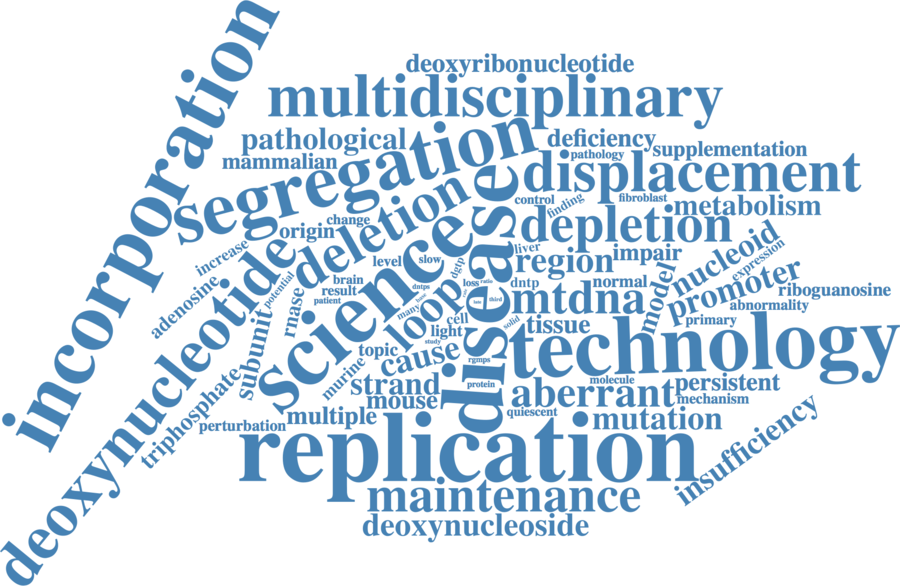 incorporation
deoxyribonucleotide
multidisciplinary
pathological
deficiency
mammalian
segregation
pathology
supplementation
displacement
deletion
control
fibroblast
finding
metabolism
origin
change
depletion
disease
science
deoxynucleotide
increase
level
slow
liver
region
impair
nucleoid
expression
adenosine
potential
brain
result
patient
dntps
dgtp
loss
ratio
dntp
normal
model
promoter
riboguanosine
rnase
subunit
many
base
loop
third
mtdna
abnormality
cell
light
study
solid
tissue
primary
technology
topic
cause
murine
rgmps
triphosphate
strand
mouse
protein
aberrant
molecule
persistent
mechanism
multiple
perturbation
quiescent
mutation
insufficiency
replication
maintenance
deoxynucleoside